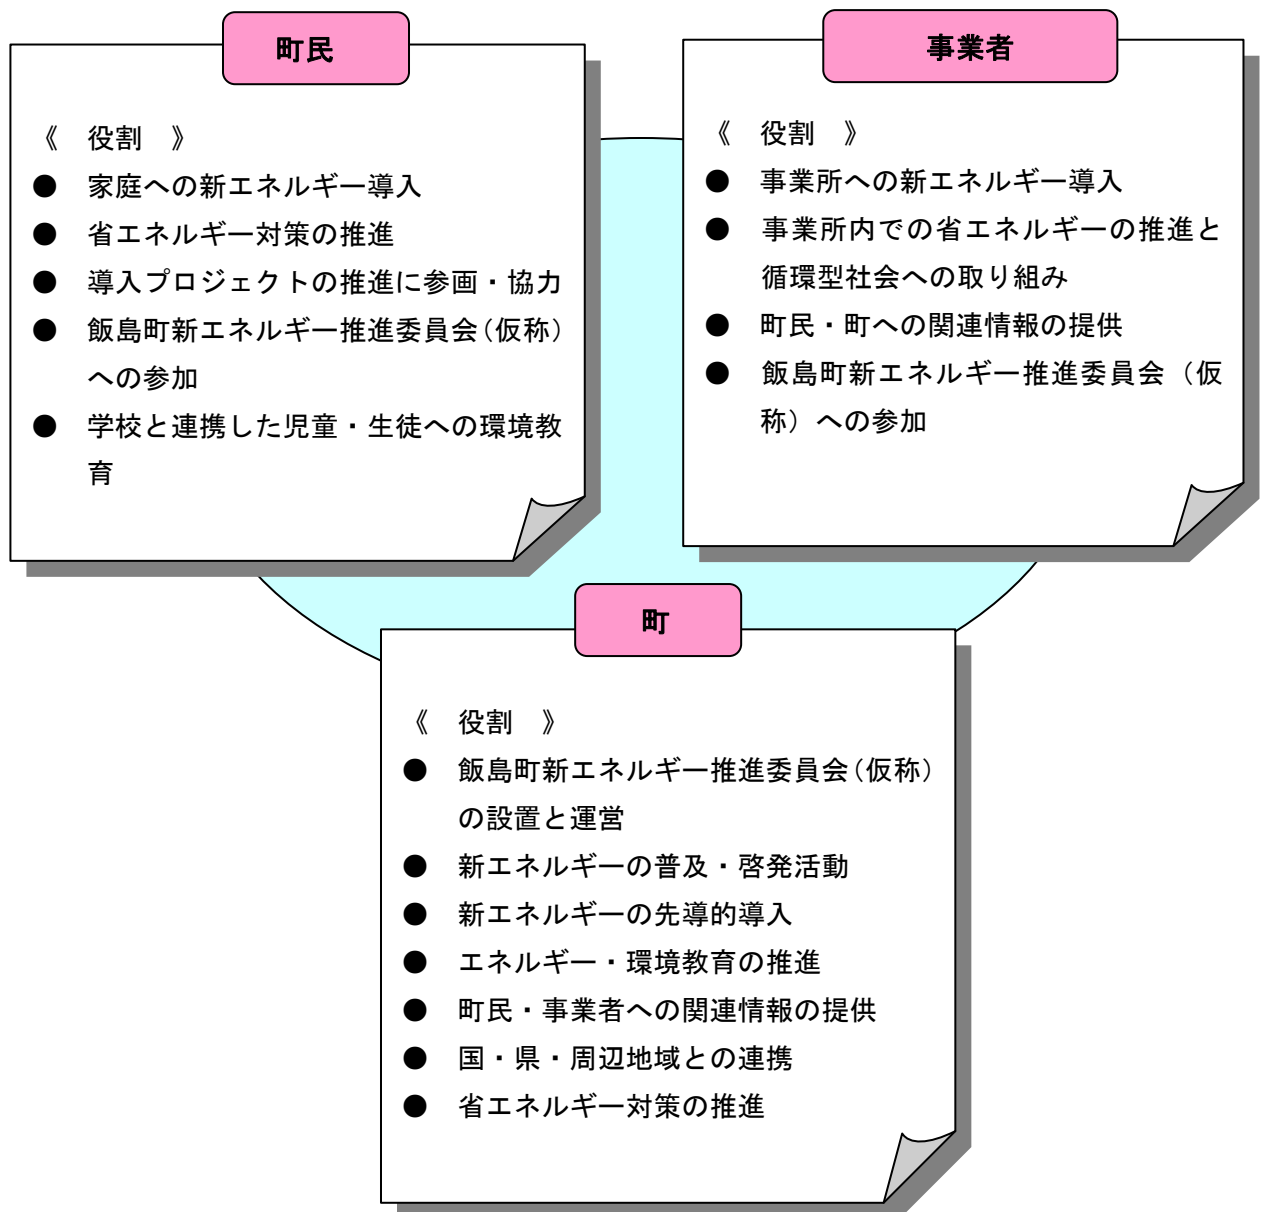 町民
《　役割　》
●　家庭への新エネルギー導入
●　省エネルギー対策の推進
●　導入プロジェクトの推進に参画・協力
●　飯島町新エネルギー推進委員会（仮称）
への参加
●　学校と連携した児童・生徒への環境教
育
事業者
《　役割　》
●　事業所への新エネルギー導入
●　事業所内での省エネルギーの推進と
循環型社会への取り組み
●　町民・町への関連情報の提供
●　飯島町新エネルギー推進委員会（仮
称）への参加
町
《　役割　》
●　飯島町新エネルギー推進委員会（仮称）
の設置と運営
●　新エネルギーの普及・啓発活動
●　新エネルギーの先導的導入
●　エネルギー・環境教育の推進
●　町民・事業者への関連情報の提供
●　国・県・周辺地域との連携
●　省エネルギー対策の推進